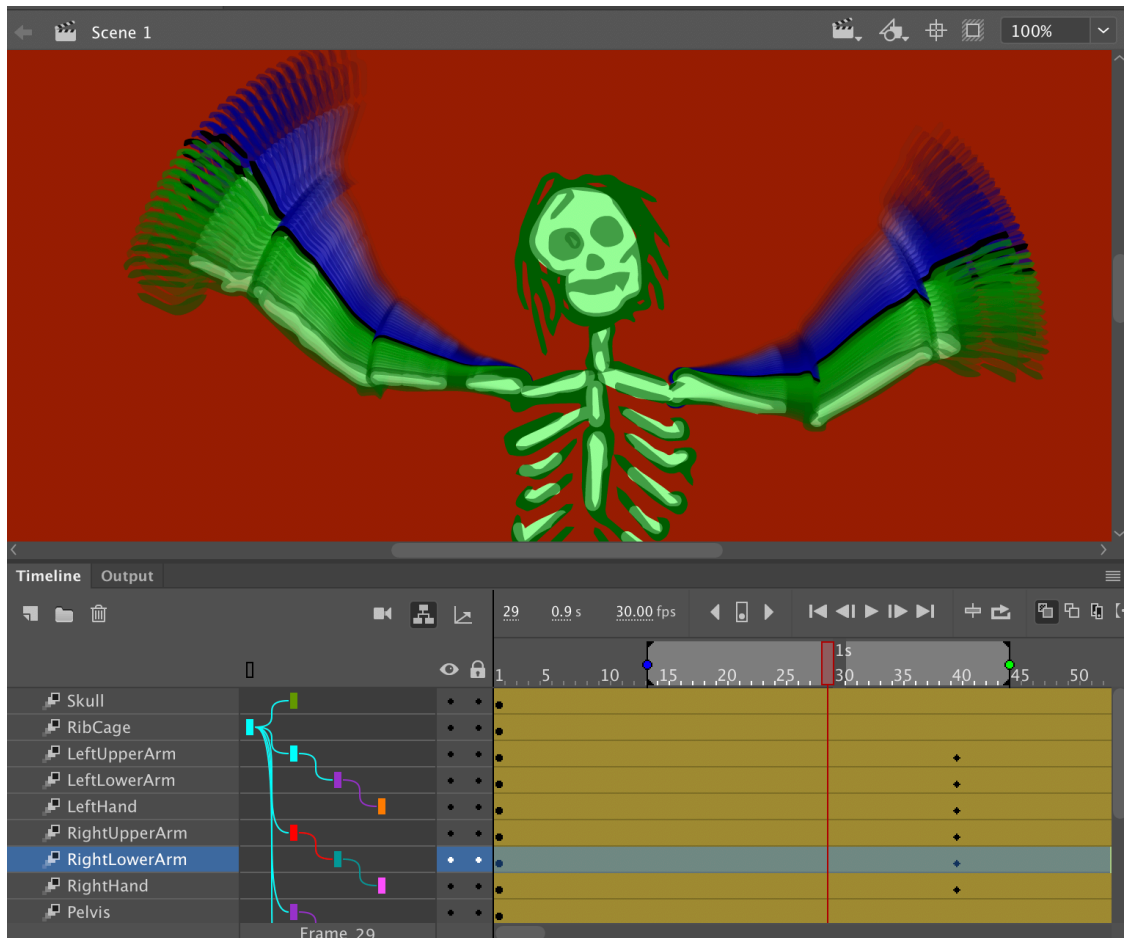 Scene 1 100%
Timeline Output
29 0.9 s 30.00 fps
1s
1 5 10 15 20 25 30 35 40 45 50
Skull
RibCage
LeftUpperArm
LeftLowerArm
LeftHand
RightUpperArm
RightLowerArm
RightHand
Pelvis
Frame 29